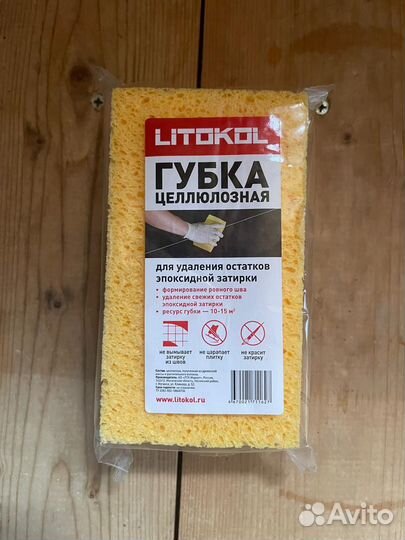 LITOKOL
ГУБКА
ЦЕЛЛЮЛОЗНАЯ
для удаления остатков
эпоксидной затирки
• формирование ровного шва
• удаление свежих остатков
эпоксидной затирки
• ресурс губки — 10-15 м²
не вымывает
затирку
из швов
не царапает
плитку
не красит
затирку
www.litokol.ru
Avito